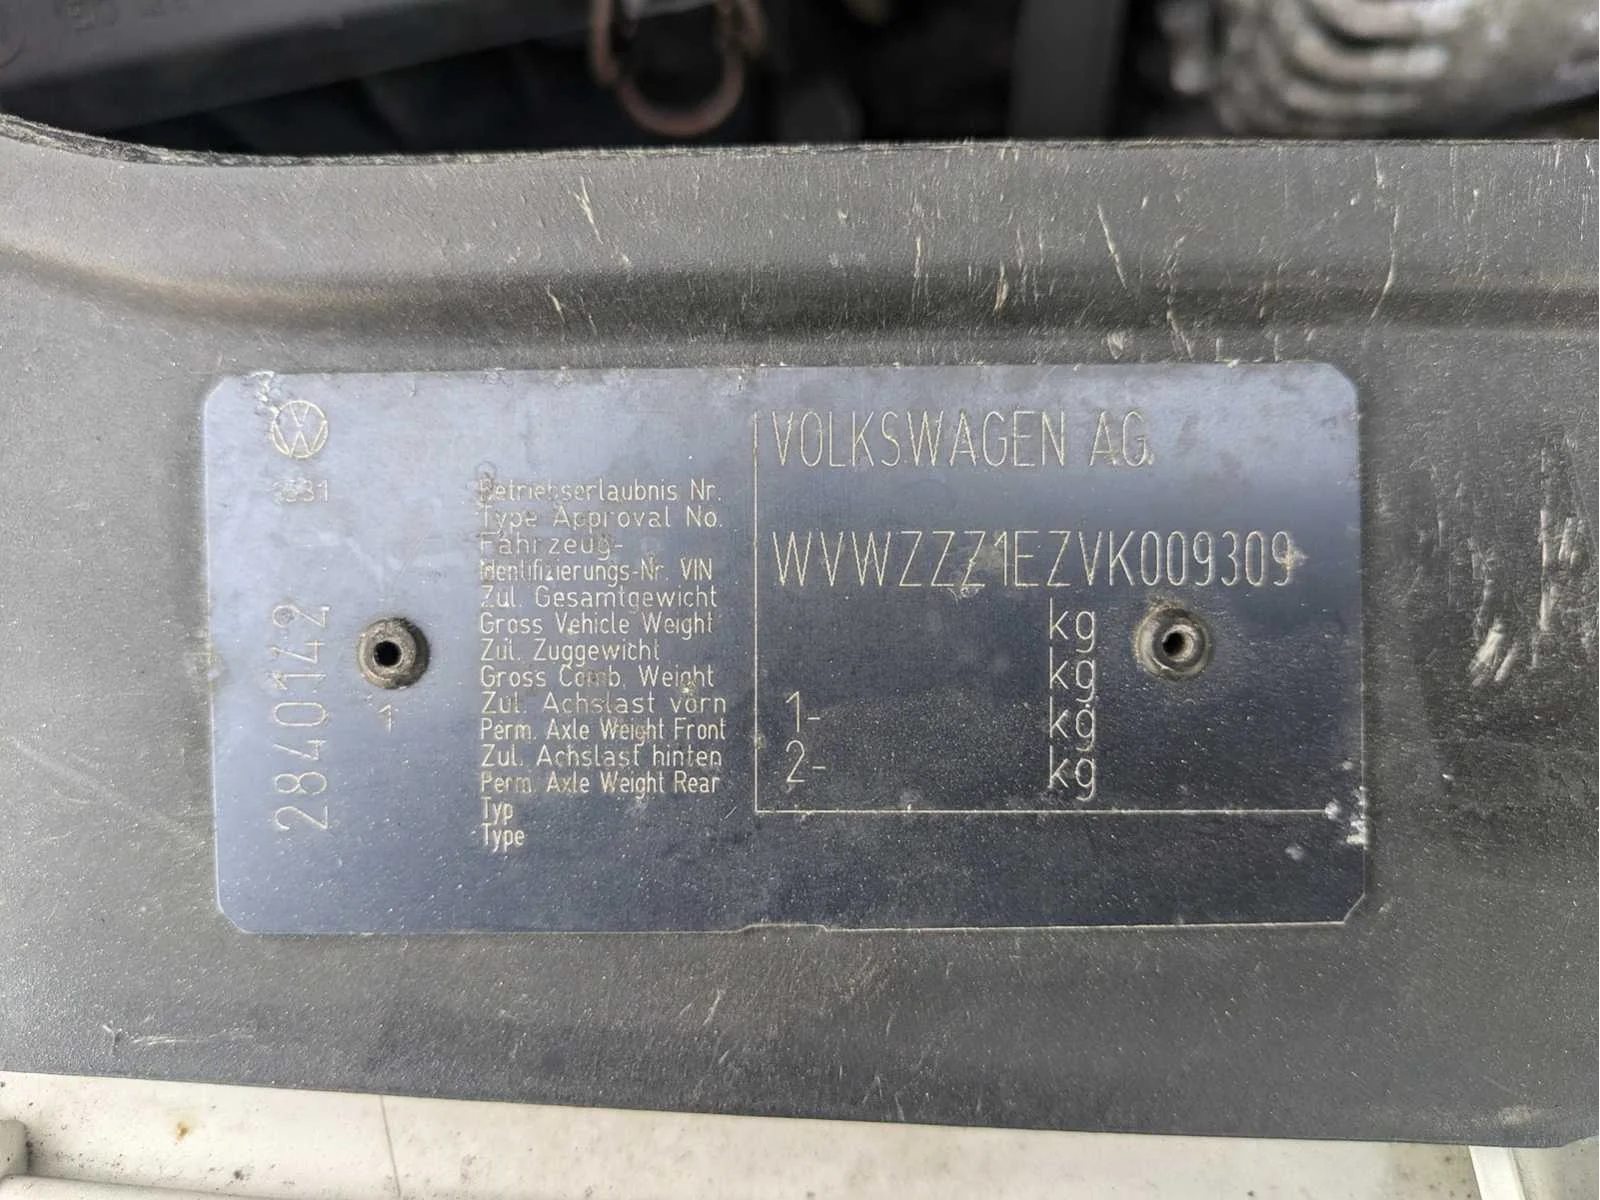 VOLKSWAGEN AG
Betriebserlaubnis Nr.
Type Approval No.
Fahrzeug-
Identifizierungs-Nr. VIN
WVWZZZ1EZVK009309
Zul. Gesamtgewicht
Gross Vehicle Weight
kg
Zul. Zuggewicht
Gross Comb. Weight
kg
Zul. Achslast vorn
Perm. Axle Weight Front
1- kg
Zul. Achslast hinten
Perm. Axle Weight Rear
2- kg
Typ
Type
2840142
1